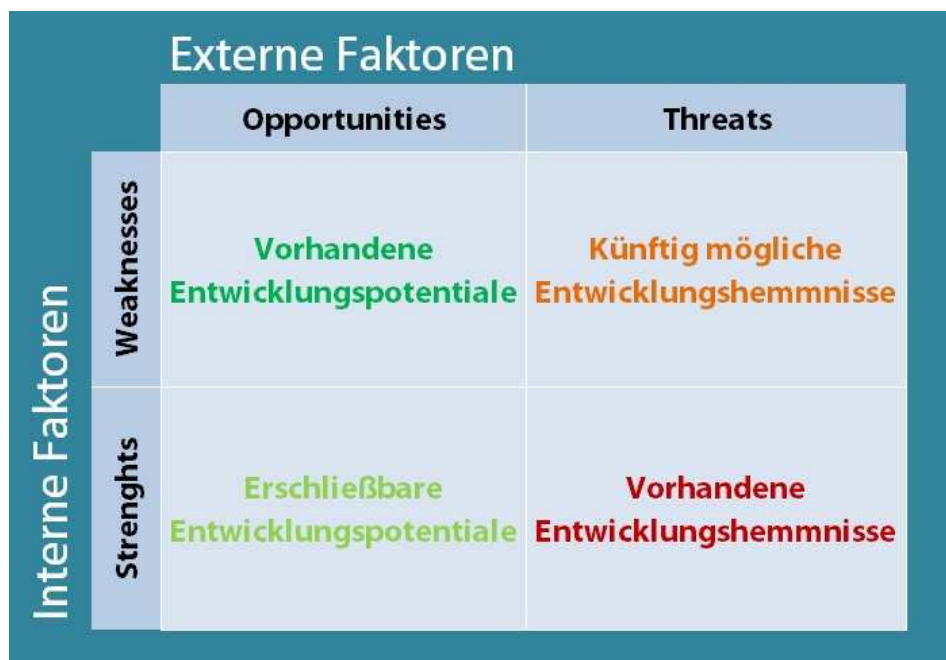 Externe Faktoren
Opportunities
Threats
Interne Faktoren
Weaknesses
Vorhandene
Entwicklungspotentiale
Künftig mögliche
Entwicklungshemmnisse
Strenghts
Erschließbare
Entwicklungspotentiale
Vorhandene
Entwicklungshemmnisse